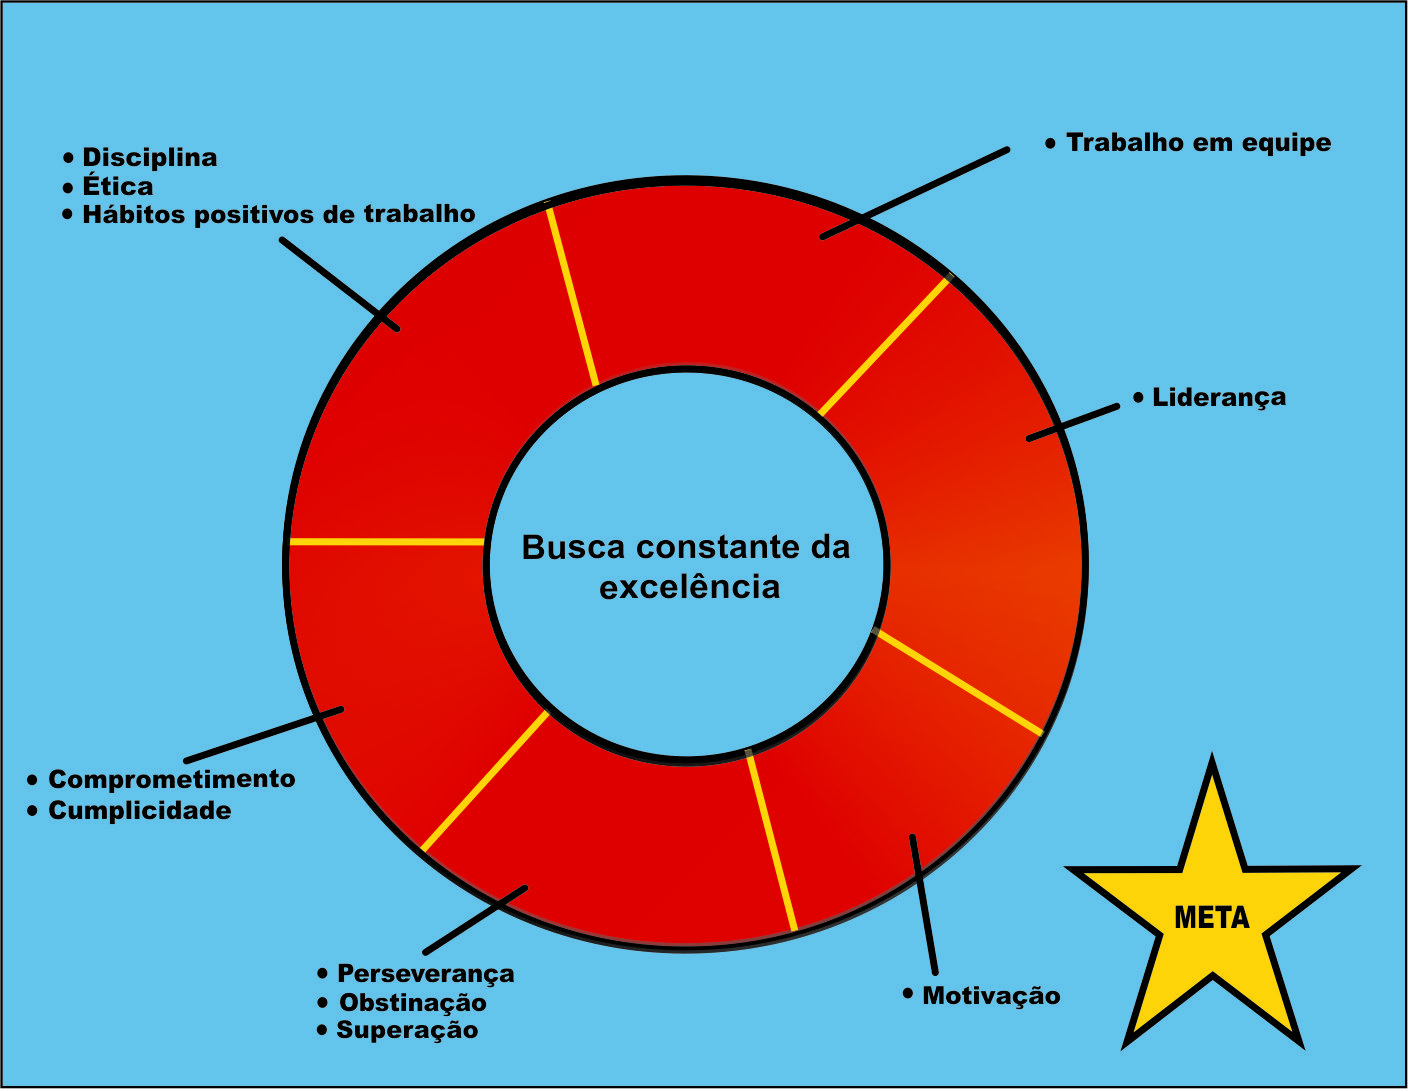 • Disciplina
• Ética
• Hábitos positivos de trabalho
• Trabalho em equipe
• Liderança
Busca constante da
excelência
• Comprometimento
• Cumplicidade
• Perseverança
• Obstinação
• Superação
• Motivação
META